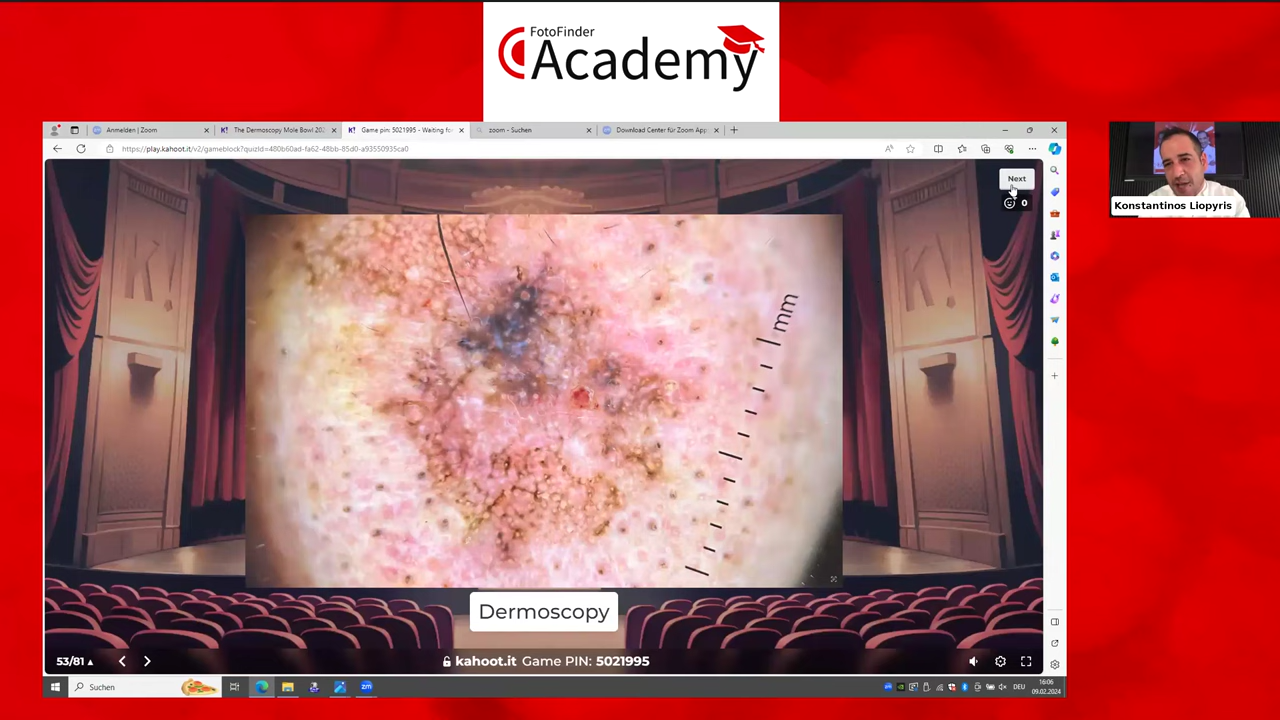 FotoFinder
Academy
Anmelden | Zoom
The Dermoscopy Mole Bowl 202
Game pin: 5021995 - Waiting for
zoom - Suchen
Download Center für Zoom App
https://play.kahoot.it/v2/gameblock?quizId=480b60ad-fa62-48bb-85d0-a93550935ca0
Next
0
K!
K!
mm
Konstantinos Liopyris
Dermoscopy
53/81
kahoot.it Game PIN: 5021995
Suchen
zm
DEU
16:06
09.02.2024